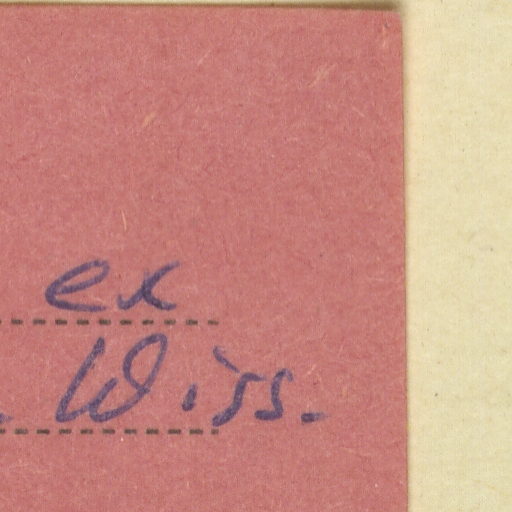 ex
. Wiss.